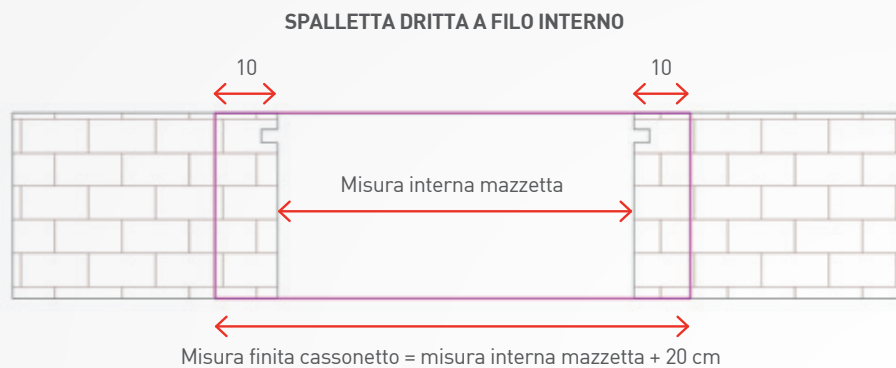 SPALLETTA DRITTA A FILO INTERNO
10
10
Misura interna mazzetta
Misura finita cassonetto = misura interna mazzetta + 20 cm